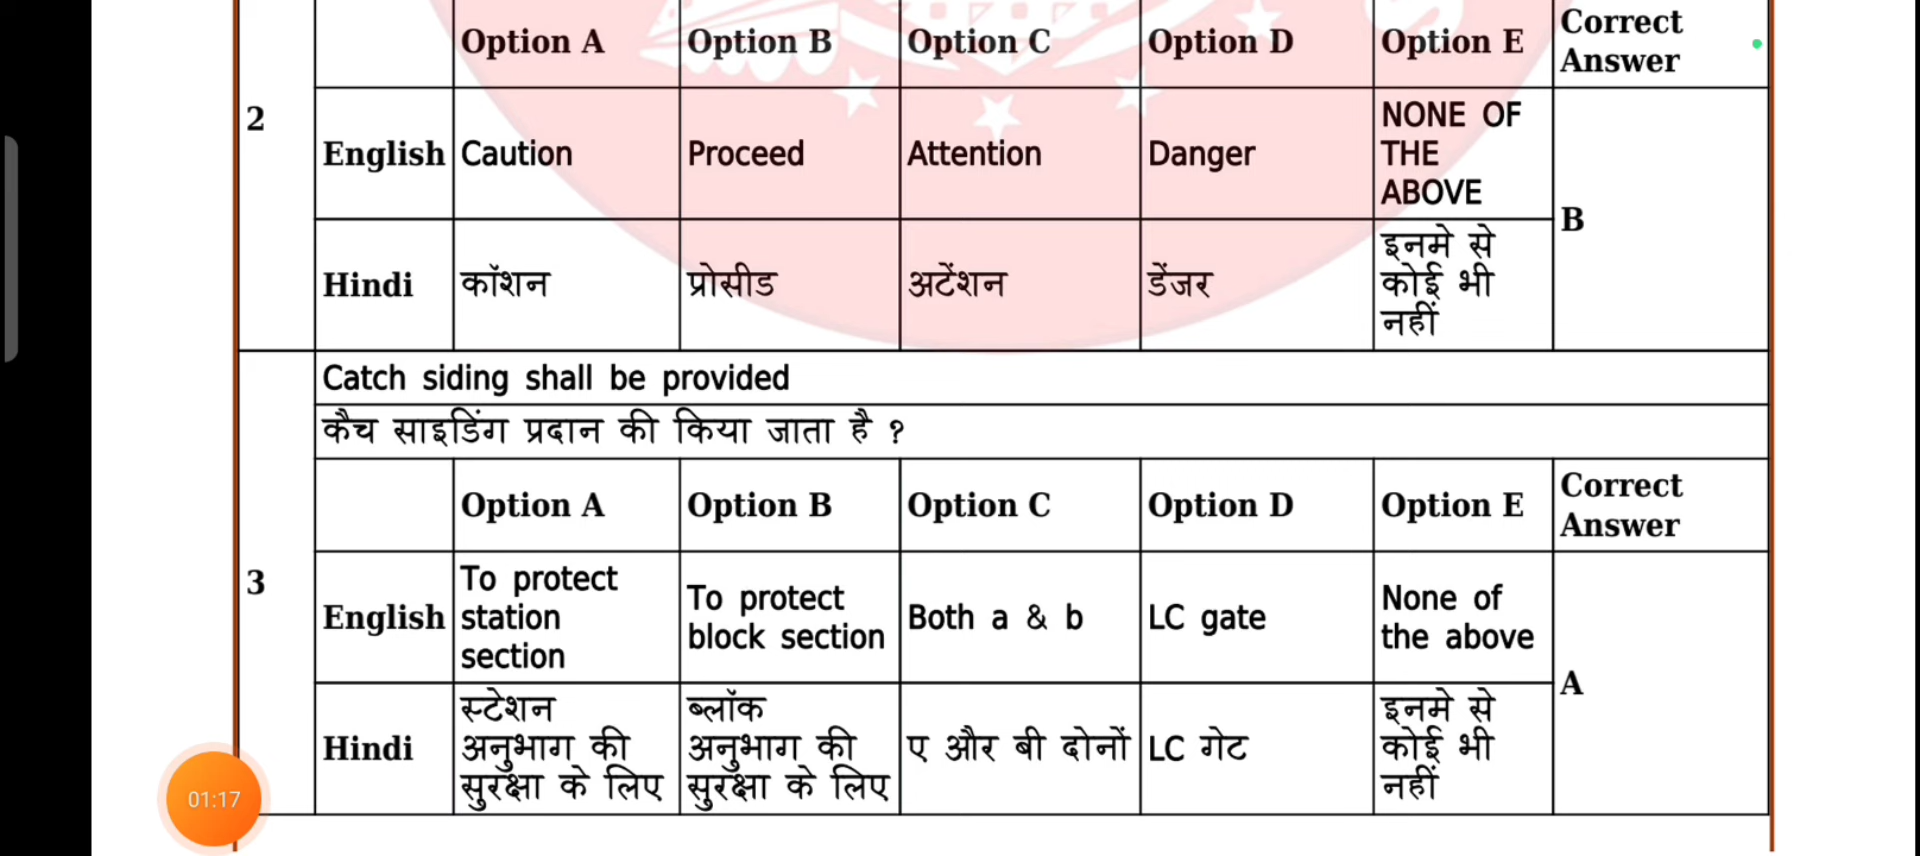 Option A Option B Option C Option D Option E Correct Answer
2
English Caution Proceed Attention Danger NONE OF THE ABOVE
B
Hindi कॉशन प्रोसीड अटेंशन डेंजर इनमे से कोई भी नहीं
Catch siding shall be provided
कैच साइडिंग प्रदान की किया जाता है ?
Option A Option B Option C Option D Option E Correct Answer
3
English To protect station section To protect block section Both a & b LC gate None of the above
A
Hindi स्टेशन अनुभाग की सुरक्षा के लिए ब्लॉक अनुभाग की सुरक्षा के लिए ए और बी दोनों LC गेट इनमे से कोई भी नहीं
01:17